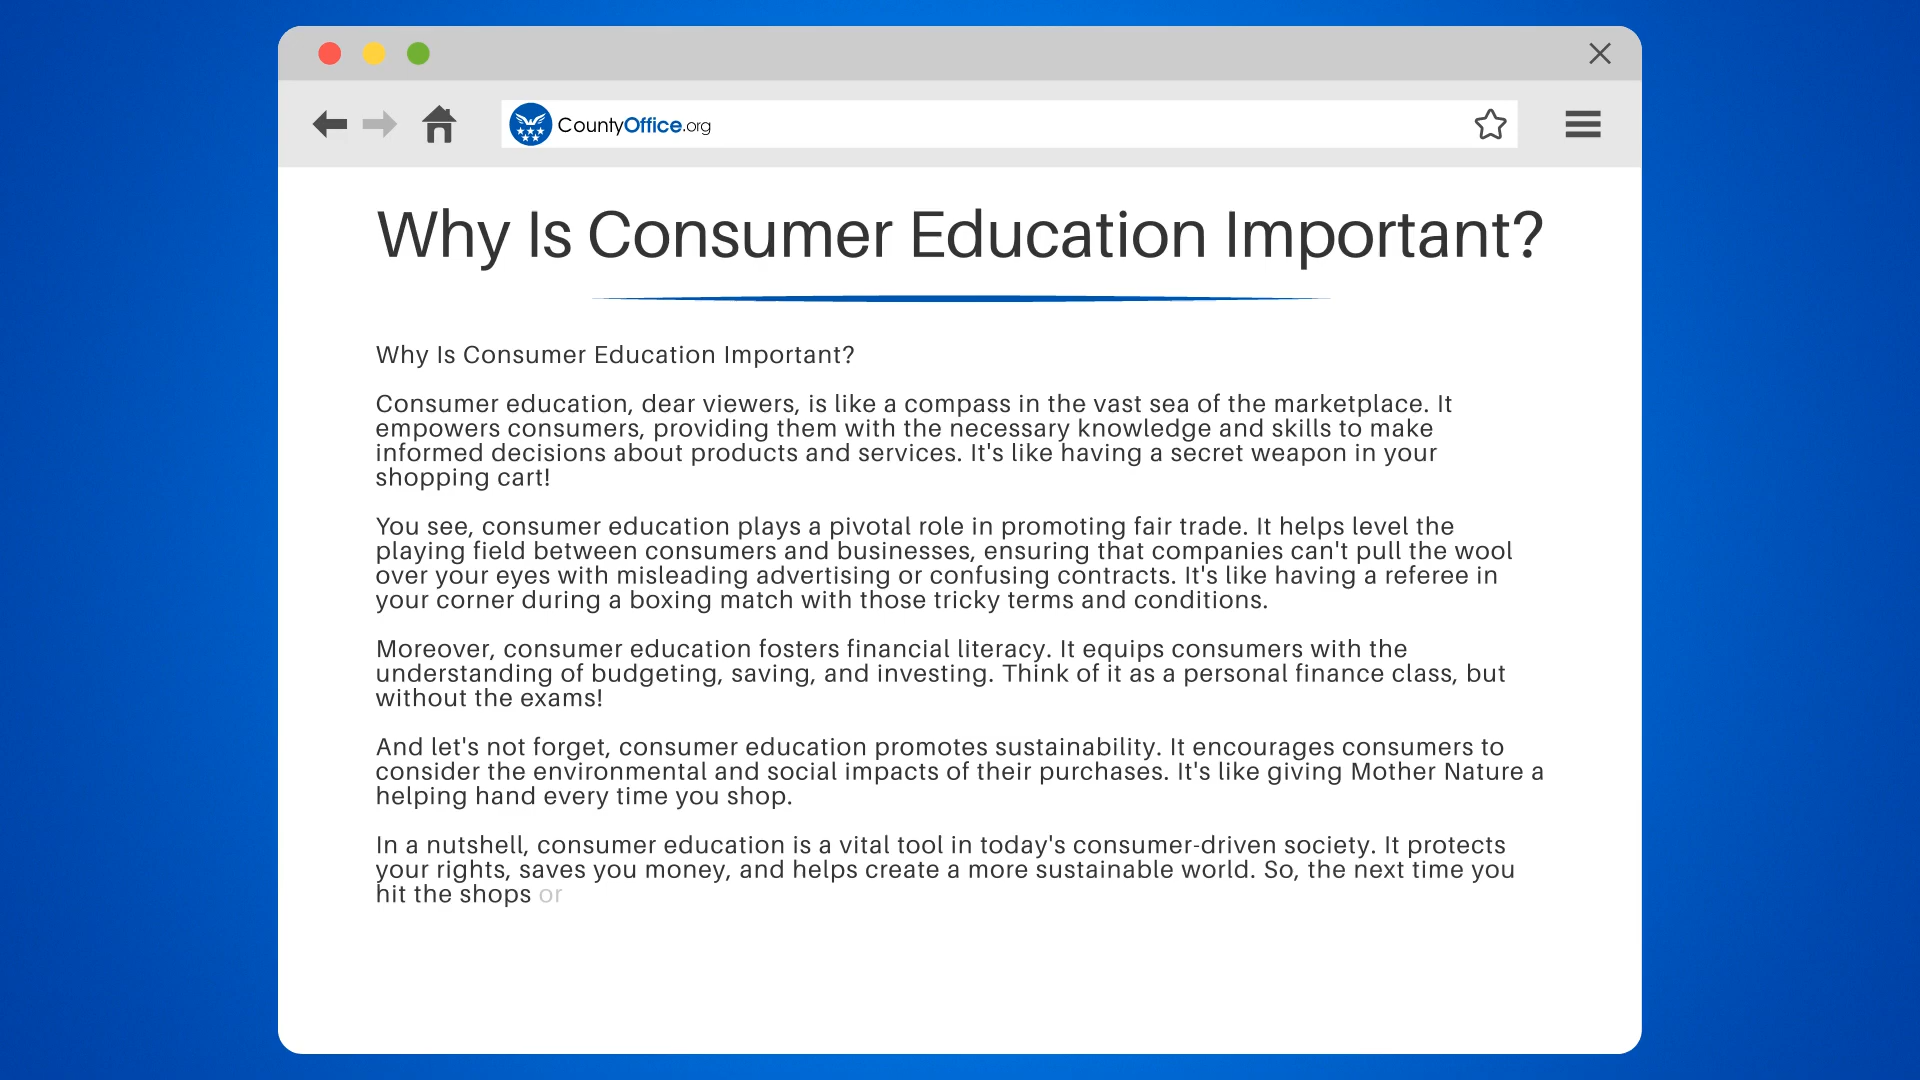 CountyOffice.org
Why Is Consumer Education Important?
Why Is Consumer Education Important?
Consumer education, dear viewers, is like a compass in the vast sea of the marketplace. It
empowers consumers, providing them with the necessary knowledge and skills to make
informed decisions about products and services. It's like having a secret weapon in your
shopping cart!
You see, consumer education plays a pivotal role in promoting fair trade. It helps level the
playing field between consumers and businesses, ensuring that companies can't pull the wool
over your eyes with misleading advertising or confusing contracts. It's like having a referee in
your corner during a boxing match with those tricky terms and conditions.
Moreover, consumer education fosters financial literacy. It equips consumers with the
understanding of budgeting, saving, and investing. Think of it as a personal finance class, but
without the exams!
And let's not forget, consumer education promotes sustainability. It encourages consumers to
consider the environmental and social impacts of their purchases. It's like giving Mother Nature a
helping hand every time you shop.
In a nutshell, consumer education is a vital tool in today's consumer-driven society. It protects
your rights, saves you money, and helps create a more sustainable world. So, the next time you
hit the shops or